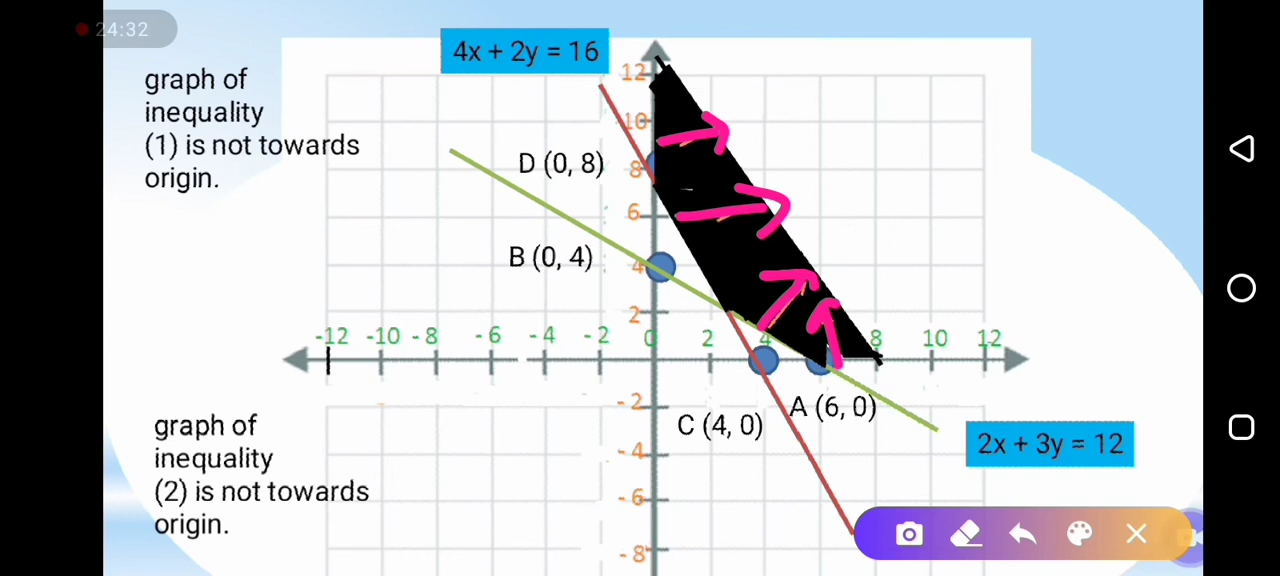 24:32
4x + 2y = 16
graph of
inequality
(1) is not towards
origin.
12
10
D (0, 8)
8
6
B (0, 4)
4
2
-12 -10 - 8 - 6 - 4 - 2 0 2 4 8 10 12
- 2
C (4, 0)
A (6, 0)
- 4
- 6
- 8
2x + 3y = 12
graph of
inequality
(2) is not towards
origin.